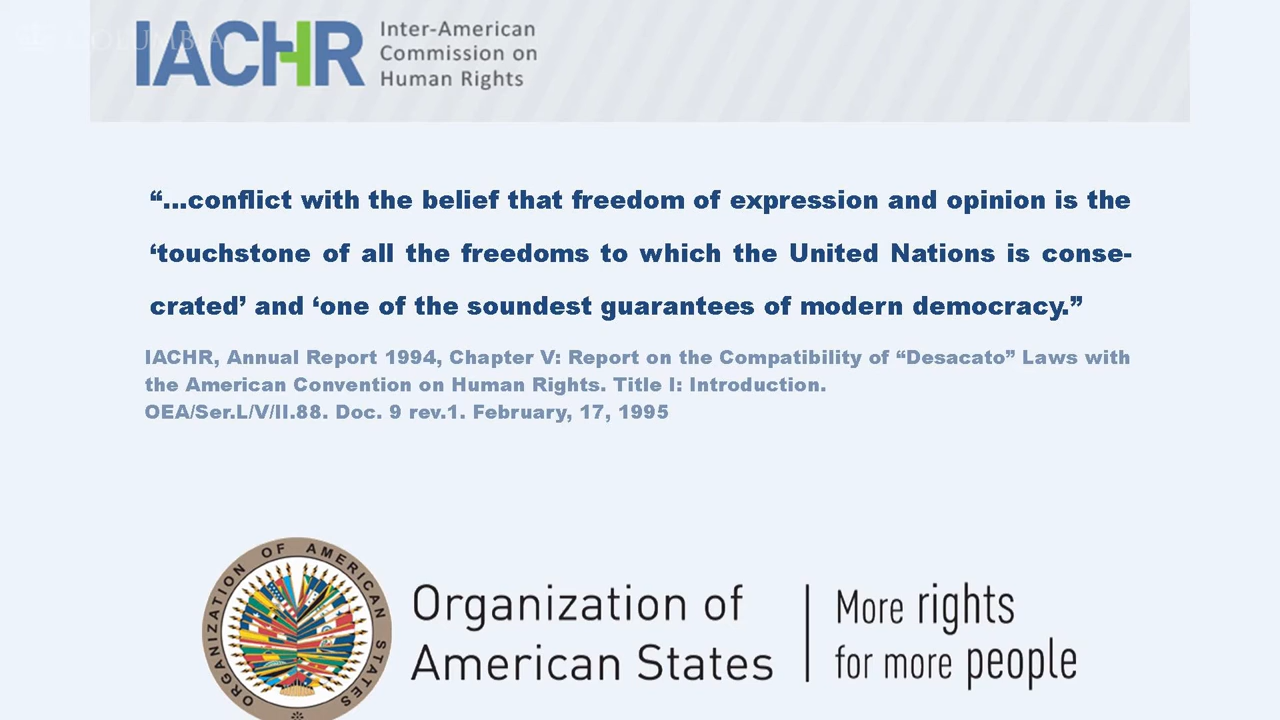 COLUMBIA
IACHR
Inter-American
Commission on
Human Rights
“...conflict with the belief that freedom of expression and opinion is the
‘touchstone of all the freedoms to which the United Nations is conse-
crated’ and ‘one of the soundest guarantees of modern democracy.”
IACHR, Annual Report 1994, Chapter V: Report on the Compatibility of “Desacato” Laws with
the American Convention on Human Rights. Title I: Introduction.
OEA/Ser.L/V/II.88. Doc. 9 rev.1. February, 17, 1995
ORGANIZATION OF AMERICAN STATES
Organization of
American States
More rights
for more people